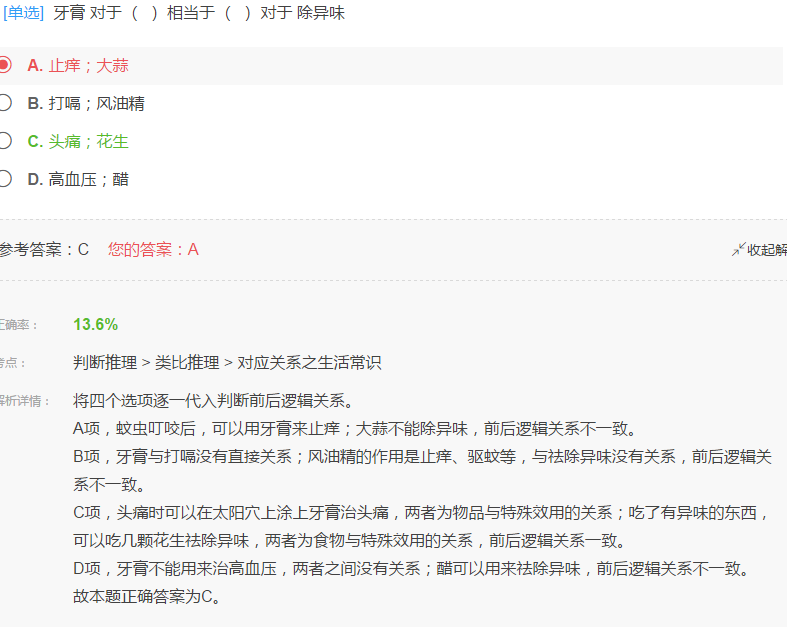 [单选] 牙膏 对于（ ）相当于（ ）对于 除异味
A. 止痒；大蒜
B. 打嗝；风油精
C. 头痛；花生
D. 高血压；醋
参考答案：C 您的答案：A 收起解
正确率： 13.6%
考点： 判断推理 > 类比推理 > 对应关系之生活常识
解析详情： 将四个选项逐一代入判断前后逻辑关系。
A项，蚊虫叮咬后，可以用牙膏来止痒；大蒜不能除异味，前后逻辑关系不一致。
B项，牙膏与打嗝没有直接关系；风油精的作用是止痒、驱蚊等，与祛除异味没有关系，前后逻辑关
系不一致。
C项，头痛时可以在太阳穴上涂上牙膏治头痛，两者为物品与特殊效用的关系；吃了有异味的东西，
可以吃几颗花生祛除异味，两者为食物与特殊效用的关系，前后逻辑关系一致。
D项，牙膏不能用来治高血压，两者之间没有关系；醋可以用来祛除异味，前后逻辑关系不一致。
故本题正确答案为C。